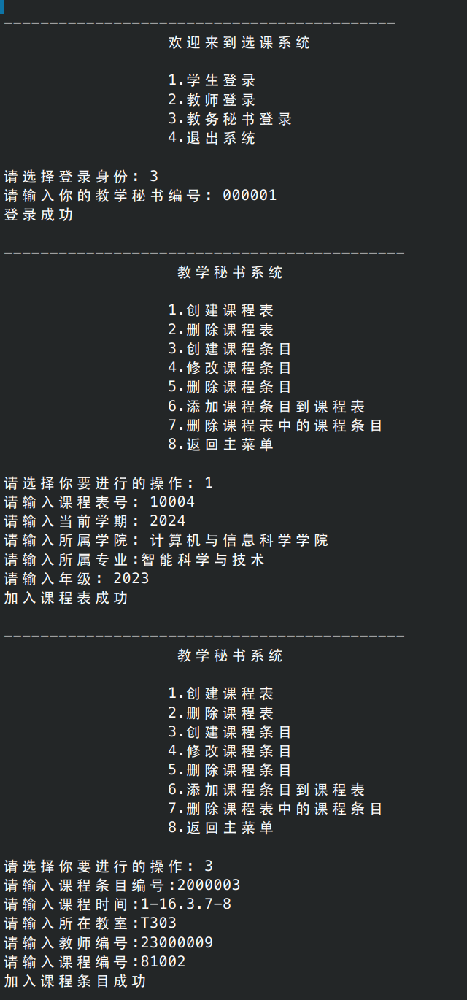 -------------------------------------------
欢迎来到选课系统
1.学生登录
2.教师登录
3.教务秘书登录
4.退出系统
请选择登录身份: 3
请输入你的教学秘书编号: 000001
登录成功
--------------------------------------------
教学秘书系统
1.创建课程表
2.删除课程表
3.创建课程条目
4.修改课程条目
5.删除课程条目
6.添加课程条目到课程表
7.删除课程表中的课程条目
8.返回主菜单
请选择你要进行的操作: 1
请输入课程表号: 10004
请输入当前学期: 2024
请输入所属学院: 计算机与信息科学学院
请输入所属专业:智能科学与技术
请输入年级: 2023
加入课程表成功
--------------------------------------------
教学秘书系统
1.创建课程表
2.删除课程表
3.创建课程条目
4.修改课程条目
5.删除课程条目
6.添加课程条目到课程表
7.删除课程表中的课程条目
8.返回主菜单
请选择你要进行的操作: 3
请输入课程条目编号:2000003
请输入课程时间:1-16.3.7-8
请输入所在教室:T303
请输入教师编号:23000009
请输入课程编号:81002
加入课程条目成功